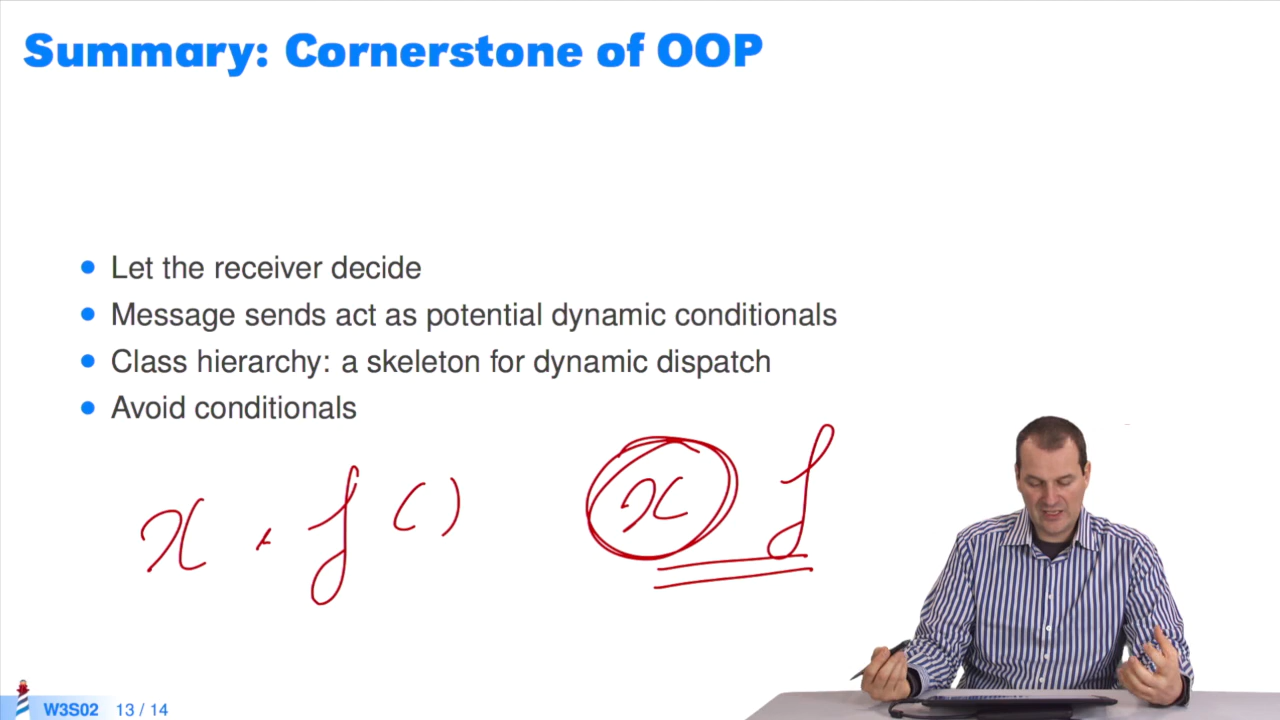 Summary: Cornerstone of OOP
Let the receiver decide
Message sends act as potential dynamic conditionals
Class hierarchy: a skeleton for dynamic dispatch
Avoid conditionals
x . f ( )
x f
W3S02 13 / 14